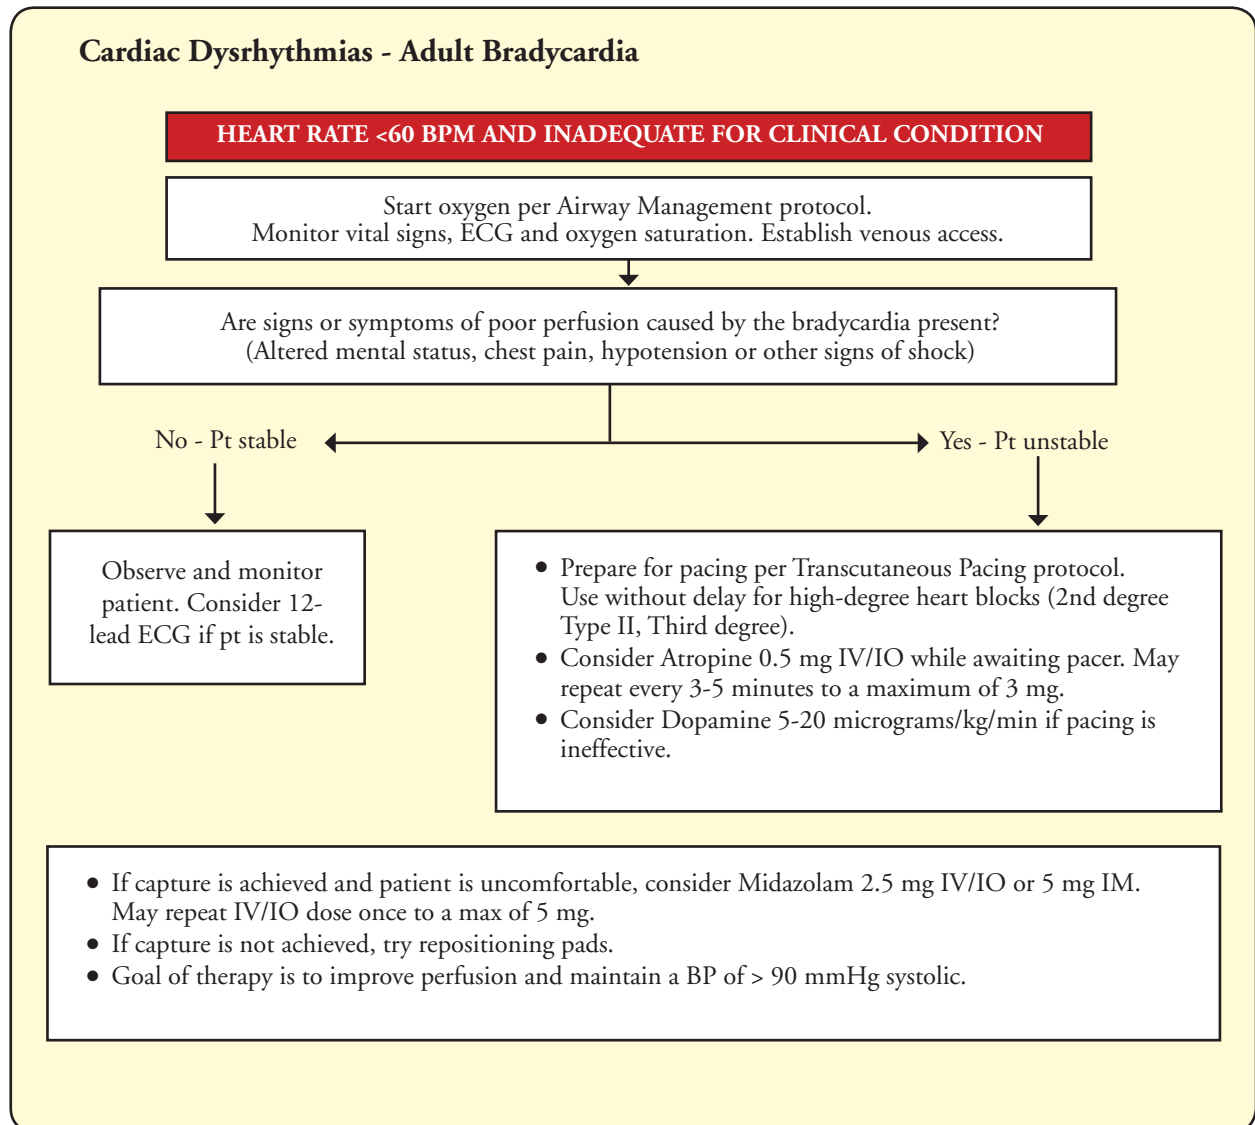 Cardiac Dysrhythmias - Adult Bradycardia
HEART RATE <60 BPM AND INADEQUATE FOR CLINICAL CONDITION
Start oxygen per Airway Management protocol.
Monitor vital signs, ECG and oxygen saturation. Establish venous access.
Are signs or symptoms of poor perfusion caused by the bradycardia present?
(Altered mental status, chest pain, hypotension or other signs of shock)
No - Pt stable
Yes - Pt unstable
Observe and monitor
patient. Consider 12-
lead ECG if pt is stable.
• Prepare for pacing per Transcutaneous Pacing protocol.
Use without delay for high-degree heart blocks (2nd degree
Type II, Third degree).
• Consider Atropine 0.5 mg IV/IO while awaiting pacer. May
repeat every 3-5 minutes to a maximum of 3 mg.
• Consider Dopamine 5-20 micrograms/kg/min if pacing is
ineffective.
• If capture is achieved and patient is uncomfortable, consider Midazolam 2.5 mg IV/IO or 5 mg IM.
May repeat IV/IO dose once to a max of 5 mg.
• If capture is not achieved, try repositioning pads.
• Goal of therapy is to improve perfusion and maintain a BP of > 90 mmHg systolic.